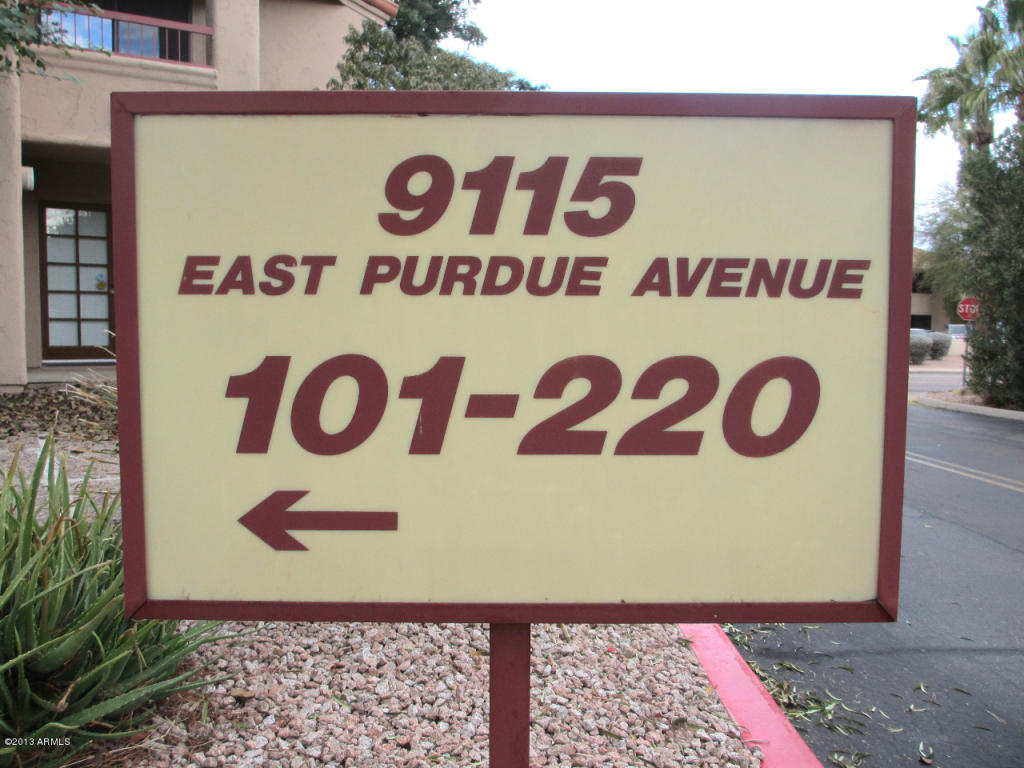 9115
EAST PURDUE AVENUE
101-220
STOP
©2013 ARMLS